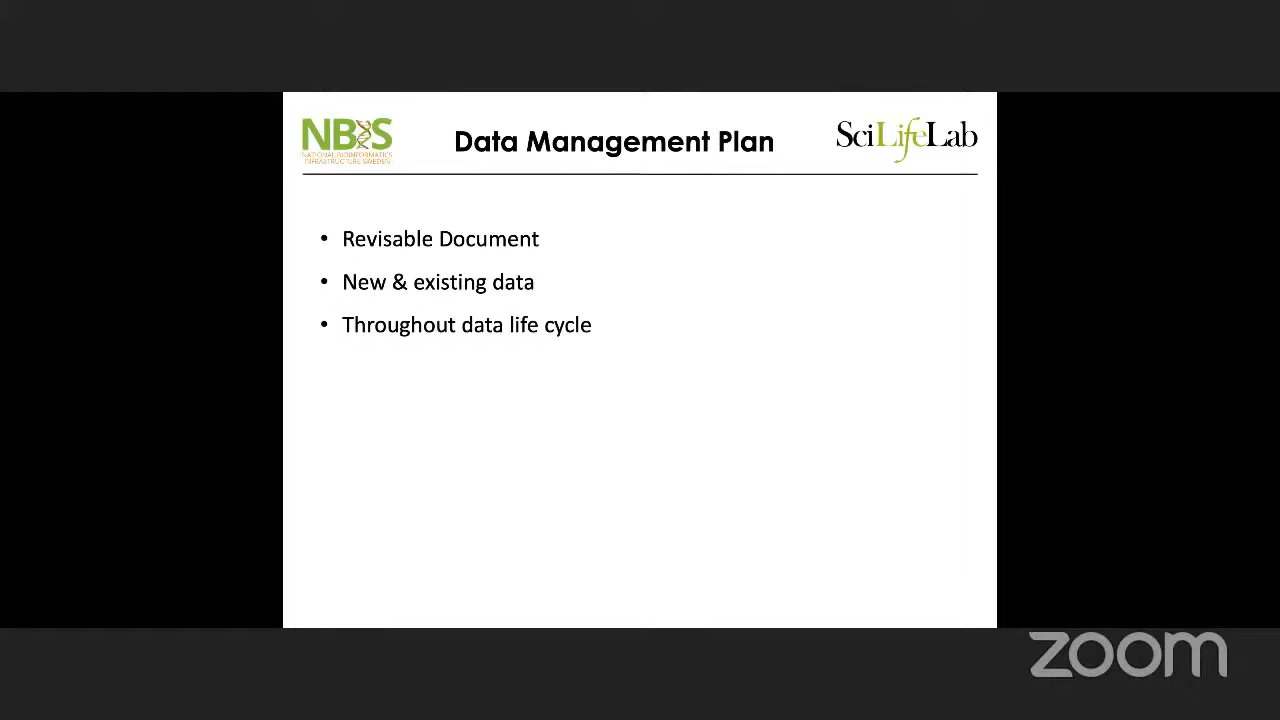 NBIS
NATIONAL BIOINFORMATICS
INFRASTRUCTURE SWEDEN
Data Management Plan
SciLifeLab
• Revisable Document
• New & existing data
• Throughout data life cycle
zoom